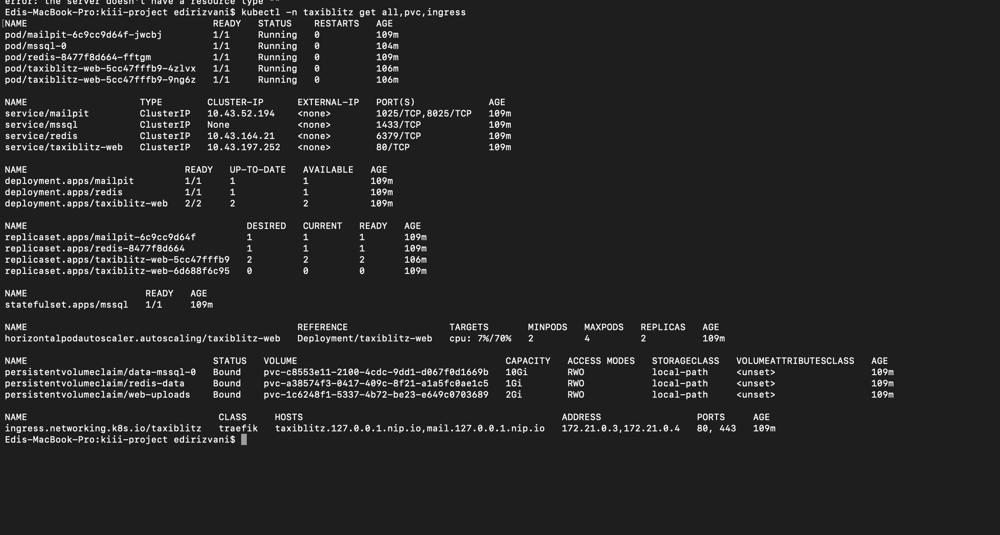 error: the server doesn't have a resource type ""
Edis-MacBook-Pro:kiii-project edirizvani$ kubectl -n taxiblitz get all,pvc,ingress
[NAME READY STATUS RESTARTS AGE
pod/mailpit-6c9cc9d64f-jwcbj 1/1 Running 0 109m
pod/mssql-0 1/1 Running 0 104m
pod/redis-8477f8d664-fftgm 1/1 Running 0 109m
pod/taxiblitz-web-5cc47fffb9-4zlvx 1/1 Running 0 106m
pod/taxiblitz-web-5cc47fffb9-9ng6z 1/1 Running 0 106m
NAME TYPE CLUSTER-IP EXTERNAL-IP PORT(S) AGE
service/mailpit ClusterIP 10.43.52.194 <none> 1025/TCP,8025/TCP 109m
service/mssql ClusterIP None <none> 1433/TCP 109m
service/redis ClusterIP 10.43.164.21 <none> 6379/TCP 109m
service/taxiblitz-web ClusterIP 10.43.197.252 <none> 80/TCP 109m
NAME READY UP-TO-DATE AVAILABLE AGE
deployment.apps/mailpit 1/1 1 1 109m
deployment.apps/redis 1/1 1 1 109m
deployment.apps/taxiblitz-web 2/2 2 2 109m
NAME DESIRED CURRENT READY AGE
replicaset.apps/mailpit-6c9cc9d64f 1 1 1 109m
replicaset.apps/redis-8477f8d664 1 1 1 109m
replicaset.apps/taxiblitz-web-5cc47fffb9 2 2 2 106m
replicaset.apps/taxiblitz-web-6d688f6c95 0 0 0 109m
NAME READY AGE
statefulset.apps/mssql 1/1 109m
NAME REFERENCE TARGETS MINPODS MAXPODS REPLICAS AGE
horizontalpodautoscaler.autoscaling/taxiblitz-web Deployment/taxiblitz-web cpu: 7%/70% 2 4 2 109m
NAME STATUS VOLUME CAPACITY ACCESS MODES STORAGECLASS VOLUMEATTRIBUTESCLASS AGE
persistentvolumeclaim/data-mssql-0 Bound pvc-c8553e11-2100-4cdc-9dd1-d067f0d1669b 10Gi RWO local-path <unset> 109m
persistentvolumeclaim/redis-data Bound pvc-a38574f3-0417-409c-8f21-a1a5fc0ae1c5 1Gi RWO local-path <unset> 109m
persistentvolumeclaim/web-uploads Bound pvc-1c6248f1-5337-4b72-be23-e649c0703689 2Gi RWO local-path <unset> 109m
NAME CLASS HOSTS ADDRESS PORTS AGE
ingress.networking.k8s.io/taxiblitz traefik taxiblitz.127.0.0.1.nip.io,mail.127.0.0.1.nip.io 172.21.0.3,172.21.0.4 80, 443 109m
Edis-MacBook-Pro:kiii-project edirizvani$